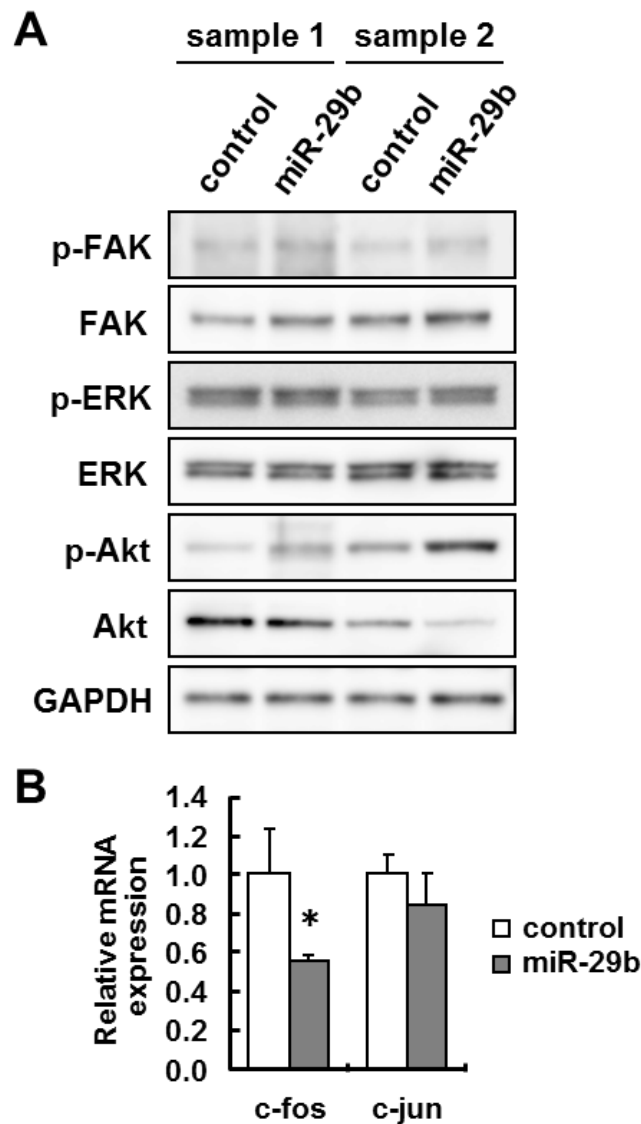 A
sample 1 sample 2
control miR-29b control miR-29b
p-FAK
FAK
p-ERK
ERK
p-Akt
Akt
GAPDH
B
Relative mRNA
expression
1.4
1.2
1.0
0.8
0.6
0.4
0.2
0.0
*
control
miR-29b
c-fos c-jun